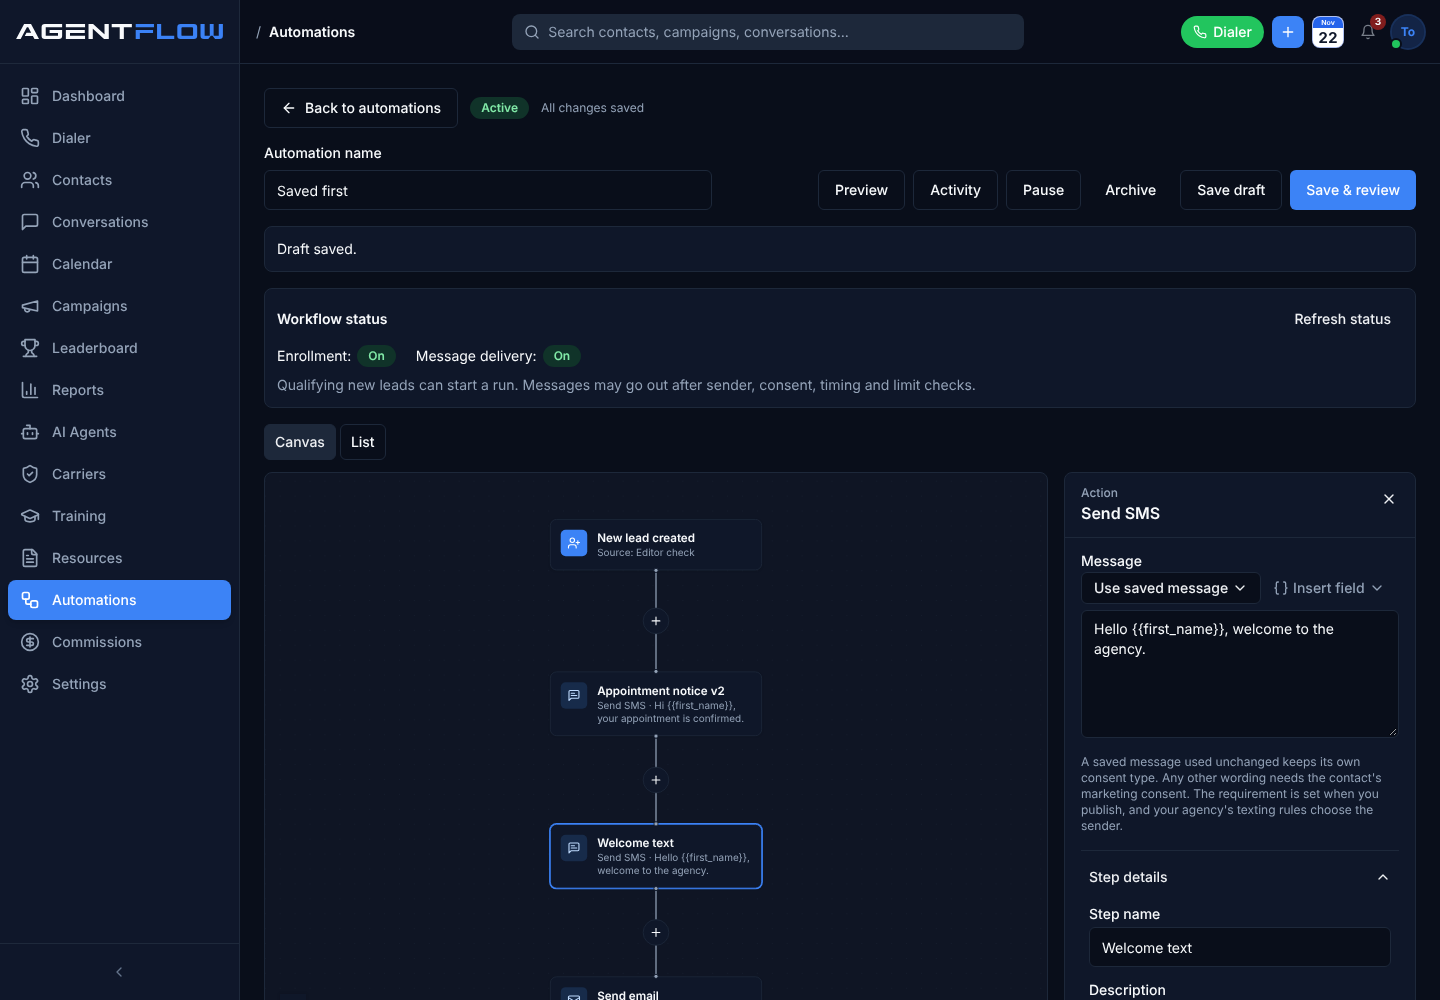 AGENTFLOW
/ Automations
Search contacts, campaigns, conversations...
Dialer
Nov
22
3
To
Dashboard
Dialer
Contacts
Conversations
Calendar
Campaigns
Leaderboard
Reports
AI Agents
Carriers
Training
Resources
Automations
Commissions
Settings
Back to automations
Active
All changes saved
Automation name
Saved first
Preview
Activity
Pause
Archive
Save draft
Save & review
Draft saved.
Workflow status
Refresh status
Enrollment: On
Message delivery: On
Qualifying new leads can start a run. Messages may go out after sender, consent, timing and limit checks.
Canvas
List
New lead created
Source: Editor check
Appointment notice v2
Send SMS · Hi {{first_name}},
your appointment is confirmed.
Welcome text
Send SMS · Hello {{first_name}},
welcome to the agency.
Send email
Action
Send SMS
Message
Use saved message
{ } Insert field
Hello {{first_name}}, welcome to the
agency.
A saved message used unchanged keeps its own
consent type. Any other wording needs the contact's
marketing consent. The requirement is set when you
publish, and your agency's texting rules choose the
sender.
Step details
Step name
Welcome text
Description